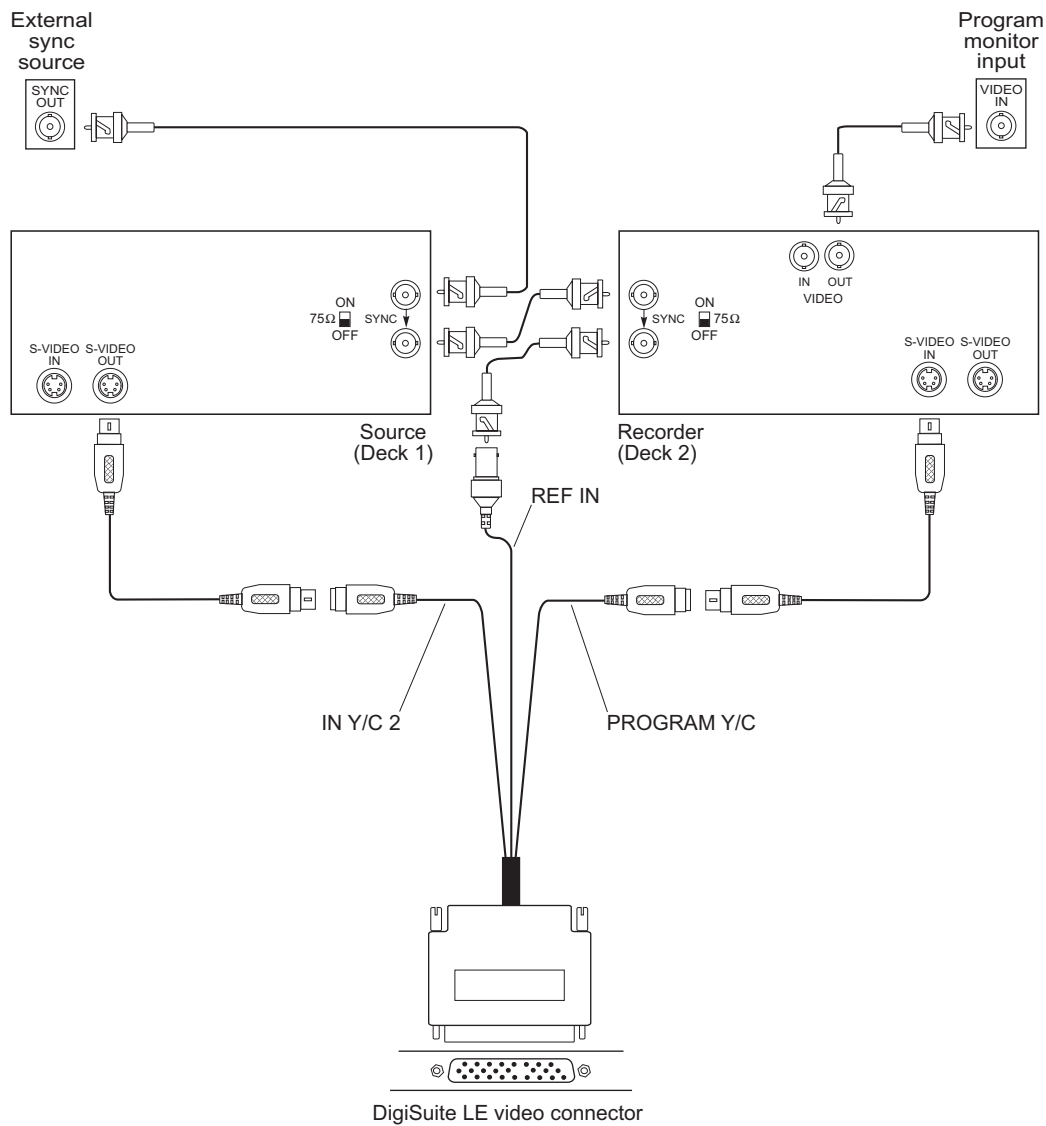 External
sync
source
SYNC
OUT
Program
monitor
input
VIDEO
IN
IN OUT
VIDEO
ON
75Ω
OFF
SYNC
SYNC
ON
75Ω
OFF
S-VIDEO
IN
S-VIDEO
OUT
S-VIDEO
IN
S-VIDEO
OUT
Source
(Deck 1)
Recorder
(Deck 2)
REF IN
IN Y/C 2
PROGRAM Y/C
DigiSuite LE video connector